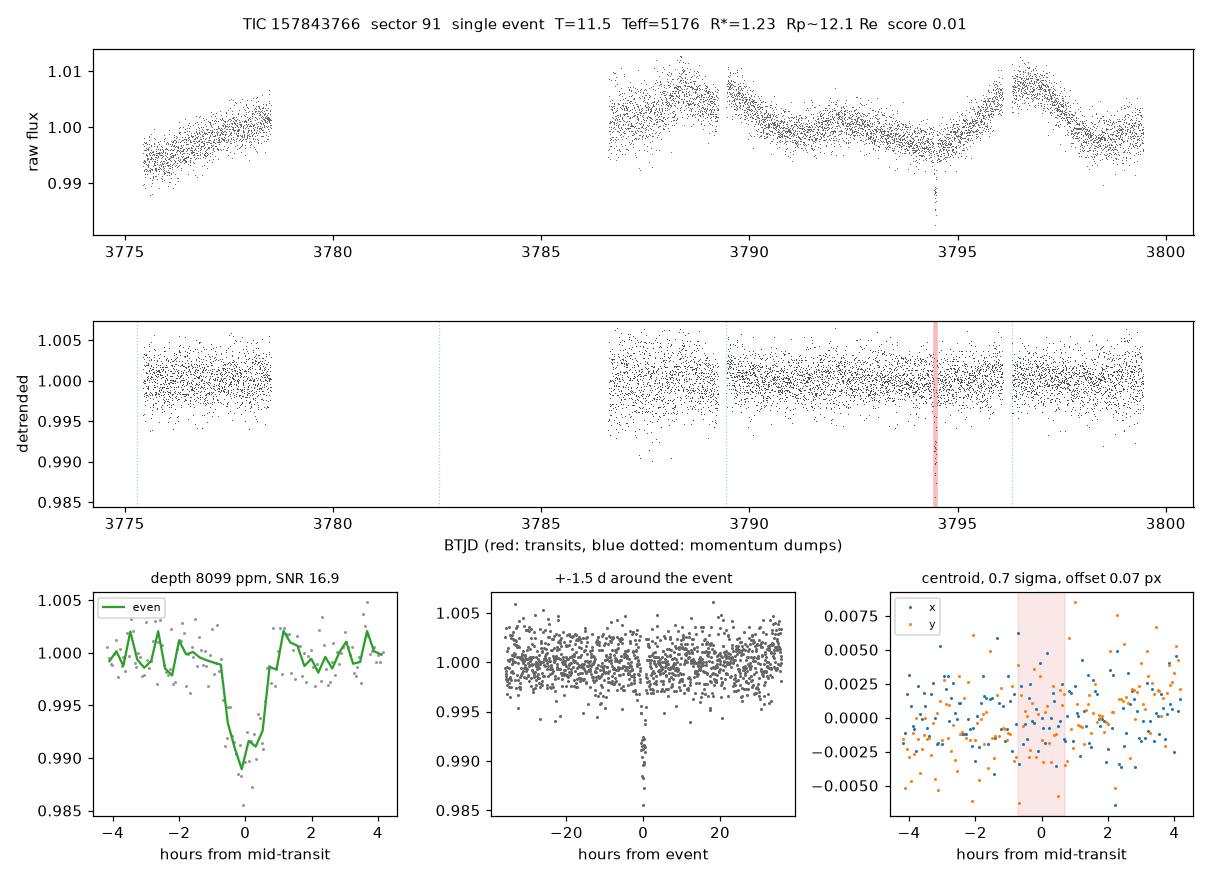 TIC 157843766 sector 91 single event T=11.5 Teff=5176 R*=1.23 Rp~12.1 Re score 0.01
raw flux
1.01
1.00
0.99
3775 3780 3785 3790 3795 3800
detrended
1.005
1.000
0.995
0.990
0.985
3775 3780 3785 3790 3795 3800
BTJD (red: transits, blue dotted: momentum dumps)
depth 8099 ppm, SNR 16.9
even
1.005
1.000
0.995
0.990
0.985
−4 −2 0 2 4
hours from mid-transit
+-1.5 d around the event
1.005
1.000
0.995
0.990
0.985
−20 0 20
hours from event
centroid, 0.7 sigma, offset 0.07 px
x
y
0.0075
0.0050
0.0025
0.0000
−0.0025
−0.0050
−4 −2 0 2 4
hours from mid-transit